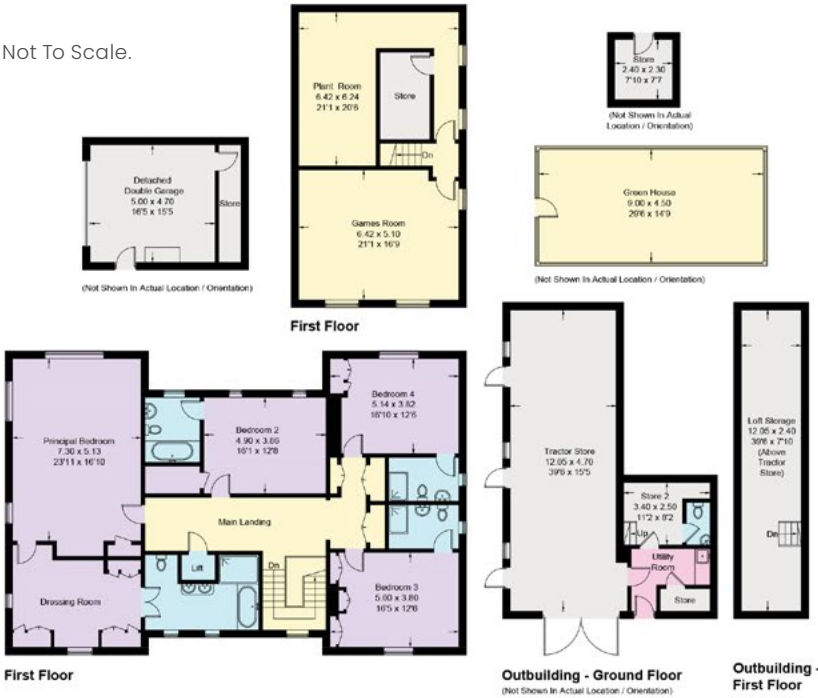 Not To Scale.
Plant Room
6.42 x 6.24
21'1 x 20'6
Store
Dn
Games Room
6.42 x 5.10
21'1 x 16'9
First Floor
Store
2.40 x 2.30
7'10 x 7'7
(Not Shown In Actual
Location / Orientation)
Detached
Double Garage
5.00 x 4.70
16'5 x 15'5
Store
(Not Shown In Actual Location / Orientation)
Green House
9.00 x 4.50
29'6 x 14'9
(Not Shown In Actual Location / Orientation)
Principal Bedroom
7.30 x 5.13
23'11 x 16'10
Bedroom 2
4.90 x 3.86
16'1 x 12'8
Bedroom 4
5.14 x 3.82
16'10 x 12'6
Main Landing
Lift
Dn
Dressing Room
Bedroom 3
5.00 x 3.80
16'5 x 12'6
First Floor
Tractor Store
12.05 x 4.70
39'6 x 15'5
Store 2
3.40 x 2.50
11'2 x 8'2
Up
Utility
Room
Store
Outbuilding - Ground Floor
(Not Shown In Actual Location / Orientation)
Loft Storage
12.05 x 2.40
39'6 x 7'10
(Above
Tractor
Store)
Dn
Outbuilding -
First Floor